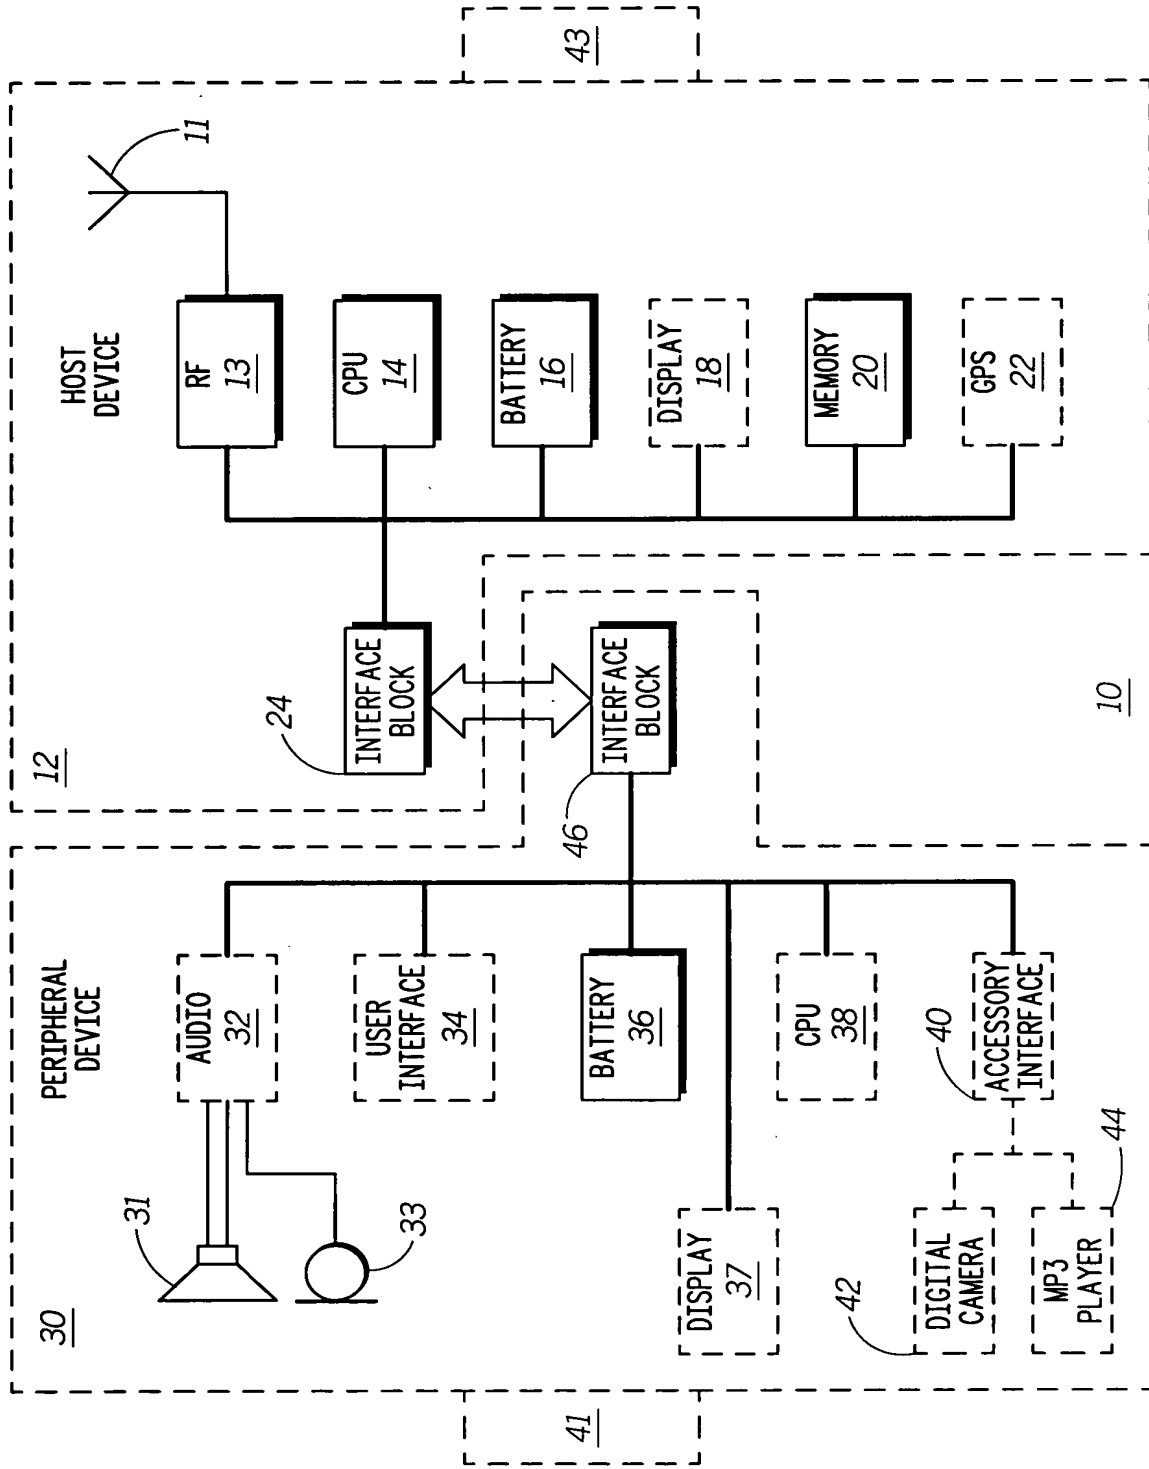 30
PERIPHERAL
DEVICE
31
33
AUDIO
32
USER
INTERFACE
34
BATTERY
36
DISPLAY
37
CPU
38
40
ACCESSORY
INTERFACE
42
DIGITAL
CAMERA
44
MP3
PLAYER
41
46
INTERFACE
BLOCK
10
12
24
INTERFACE
BLOCK
HOST
DEVICE
11
RF
13
CPU
14
BATTERY
16
DISPLAY
18
MEMORY
20
GPS
22
43